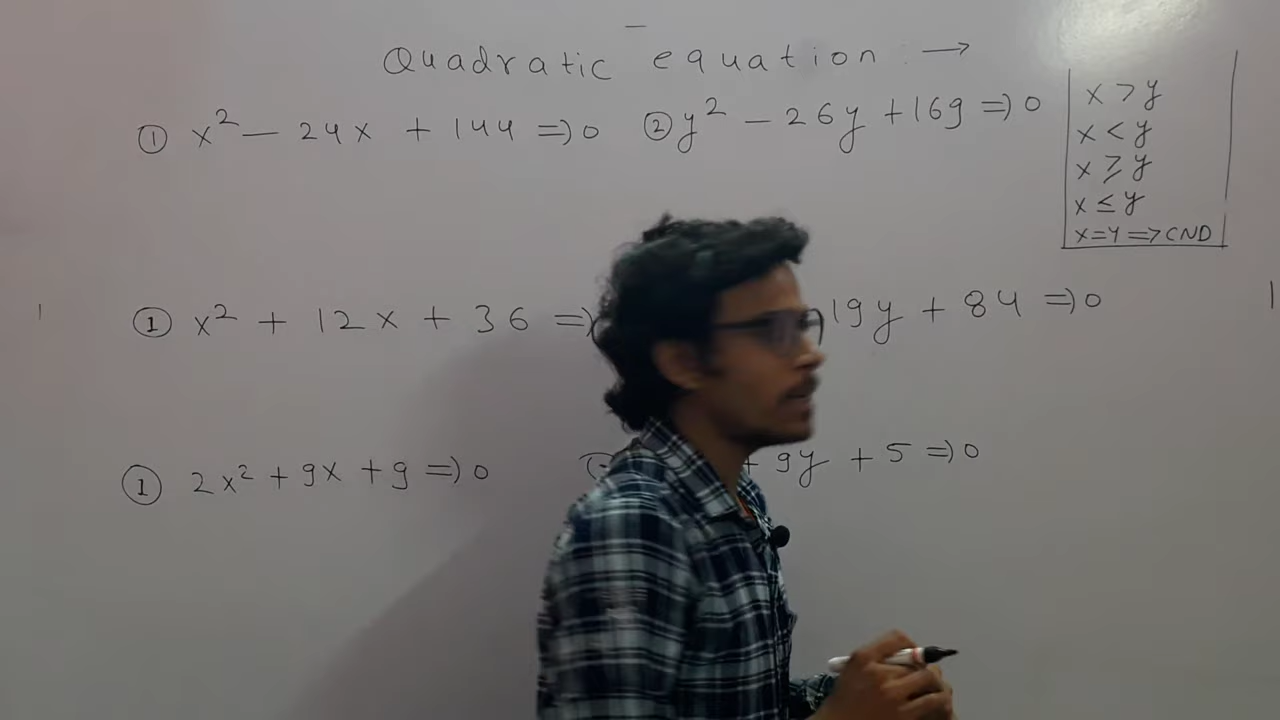 Quadratic equation : →
① x² - 24x + 144 => 0 ② y² - 26y + 169 => 0
x > y
x < y
x ≥ y
x ≤ y
x=y => CND
① x² + 12x + 36 => 19y + 84 => 0
① 2x² + 9x + 9 => 0 + 9y + 5 => 0